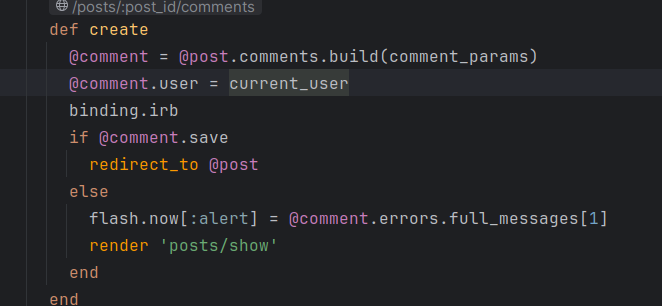 /posts/:post_id/comments
def create
@comment = @post.comments.build(comment_params)
@comment.user = current_user
binding.irb
if @comment.save
redirect_to @post
else
flash.now[:alert] = @comment.errors.full_messages[1]
render 'posts/show'
end
end